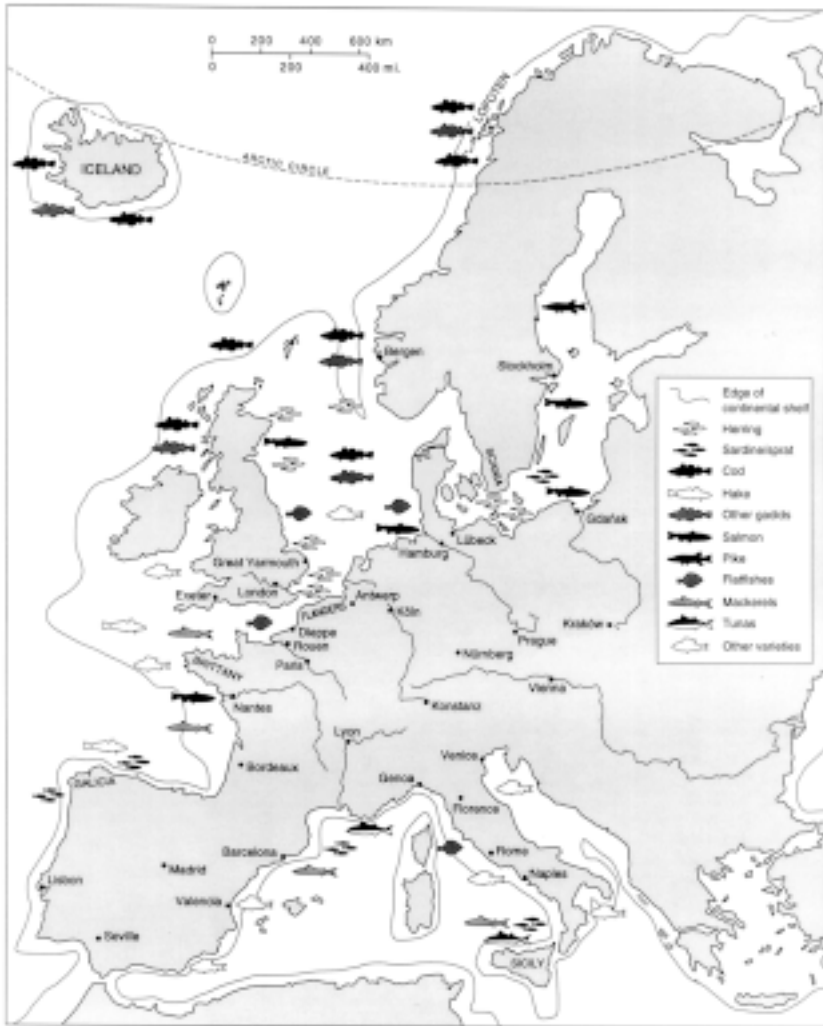 0 200 400 600 km
0 200 400 mi.
LOFOTEN
ICELAND
ARCTIC CIRCLE
Bergen
Stockholm
Edge of
continental shelf
Herring
Sardine/sprat
Cod
Hake
Other gadids
Salmon
Pike
Flatfishes
Mackerels
Tunas
Other varieties
Gdańsk
Lübeck
Hamburg
Great Yarmouth
London
Exeter
FLANDERS
Antwerp
Köln
Dieppe
Rouen
Paris
Prague
Kraków
Nürnberg
BRITTANY
Vienna
Nantes
Konstanz
Lyon
Bordeaux
Venice
Genoa
GALICIA
Florence
Barcelona
Rome
Madrid
Naples
Lisbon
Valencia
Seville
SICILY